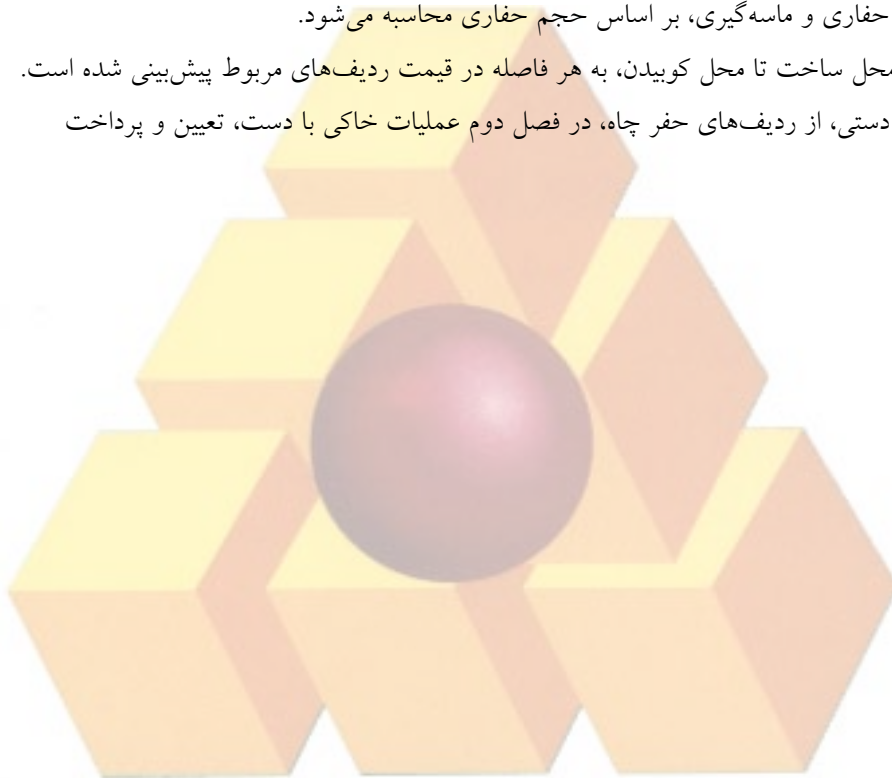 حفاری و ماسه‌گیری، بر اساس حجم حفاری محاسبه می‌شود.
محل ساخت تا محل کوبیدن، به هر فاصله در قیمت ردیف‌های مربوط پیش‌بینی شده است.
دستی، از ردیف‌های حفر چاه، در فصل دوم عملیات خاکی با دست، تعیین و پرداخت